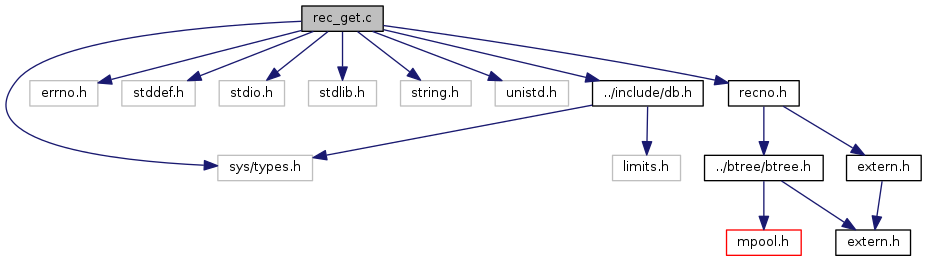 rec_get.c
errno.h
stddef.h
stdio.h
stdlib.h
string.h
unistd.h
../include/db.h
recno.h
sys/types.h
limits.h
../btree/btree.h
extern.h
mpool.h
extern.h